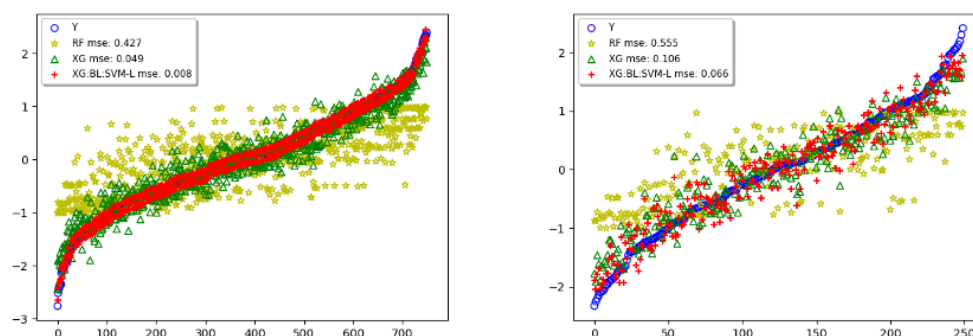 Y
RF mse: 0.427
XG mse: 0.049
XG:BL:SVM-L mse: 0.008
2
1
0
−1
−2
−3
0 100 200 300 400 500 600 700
Y
RF mse: 0.555
XG mse: 0.106
XG:BL:SVM-L mse: 0.066
2
1
0
−1
−2
0 50 100 150 200 250